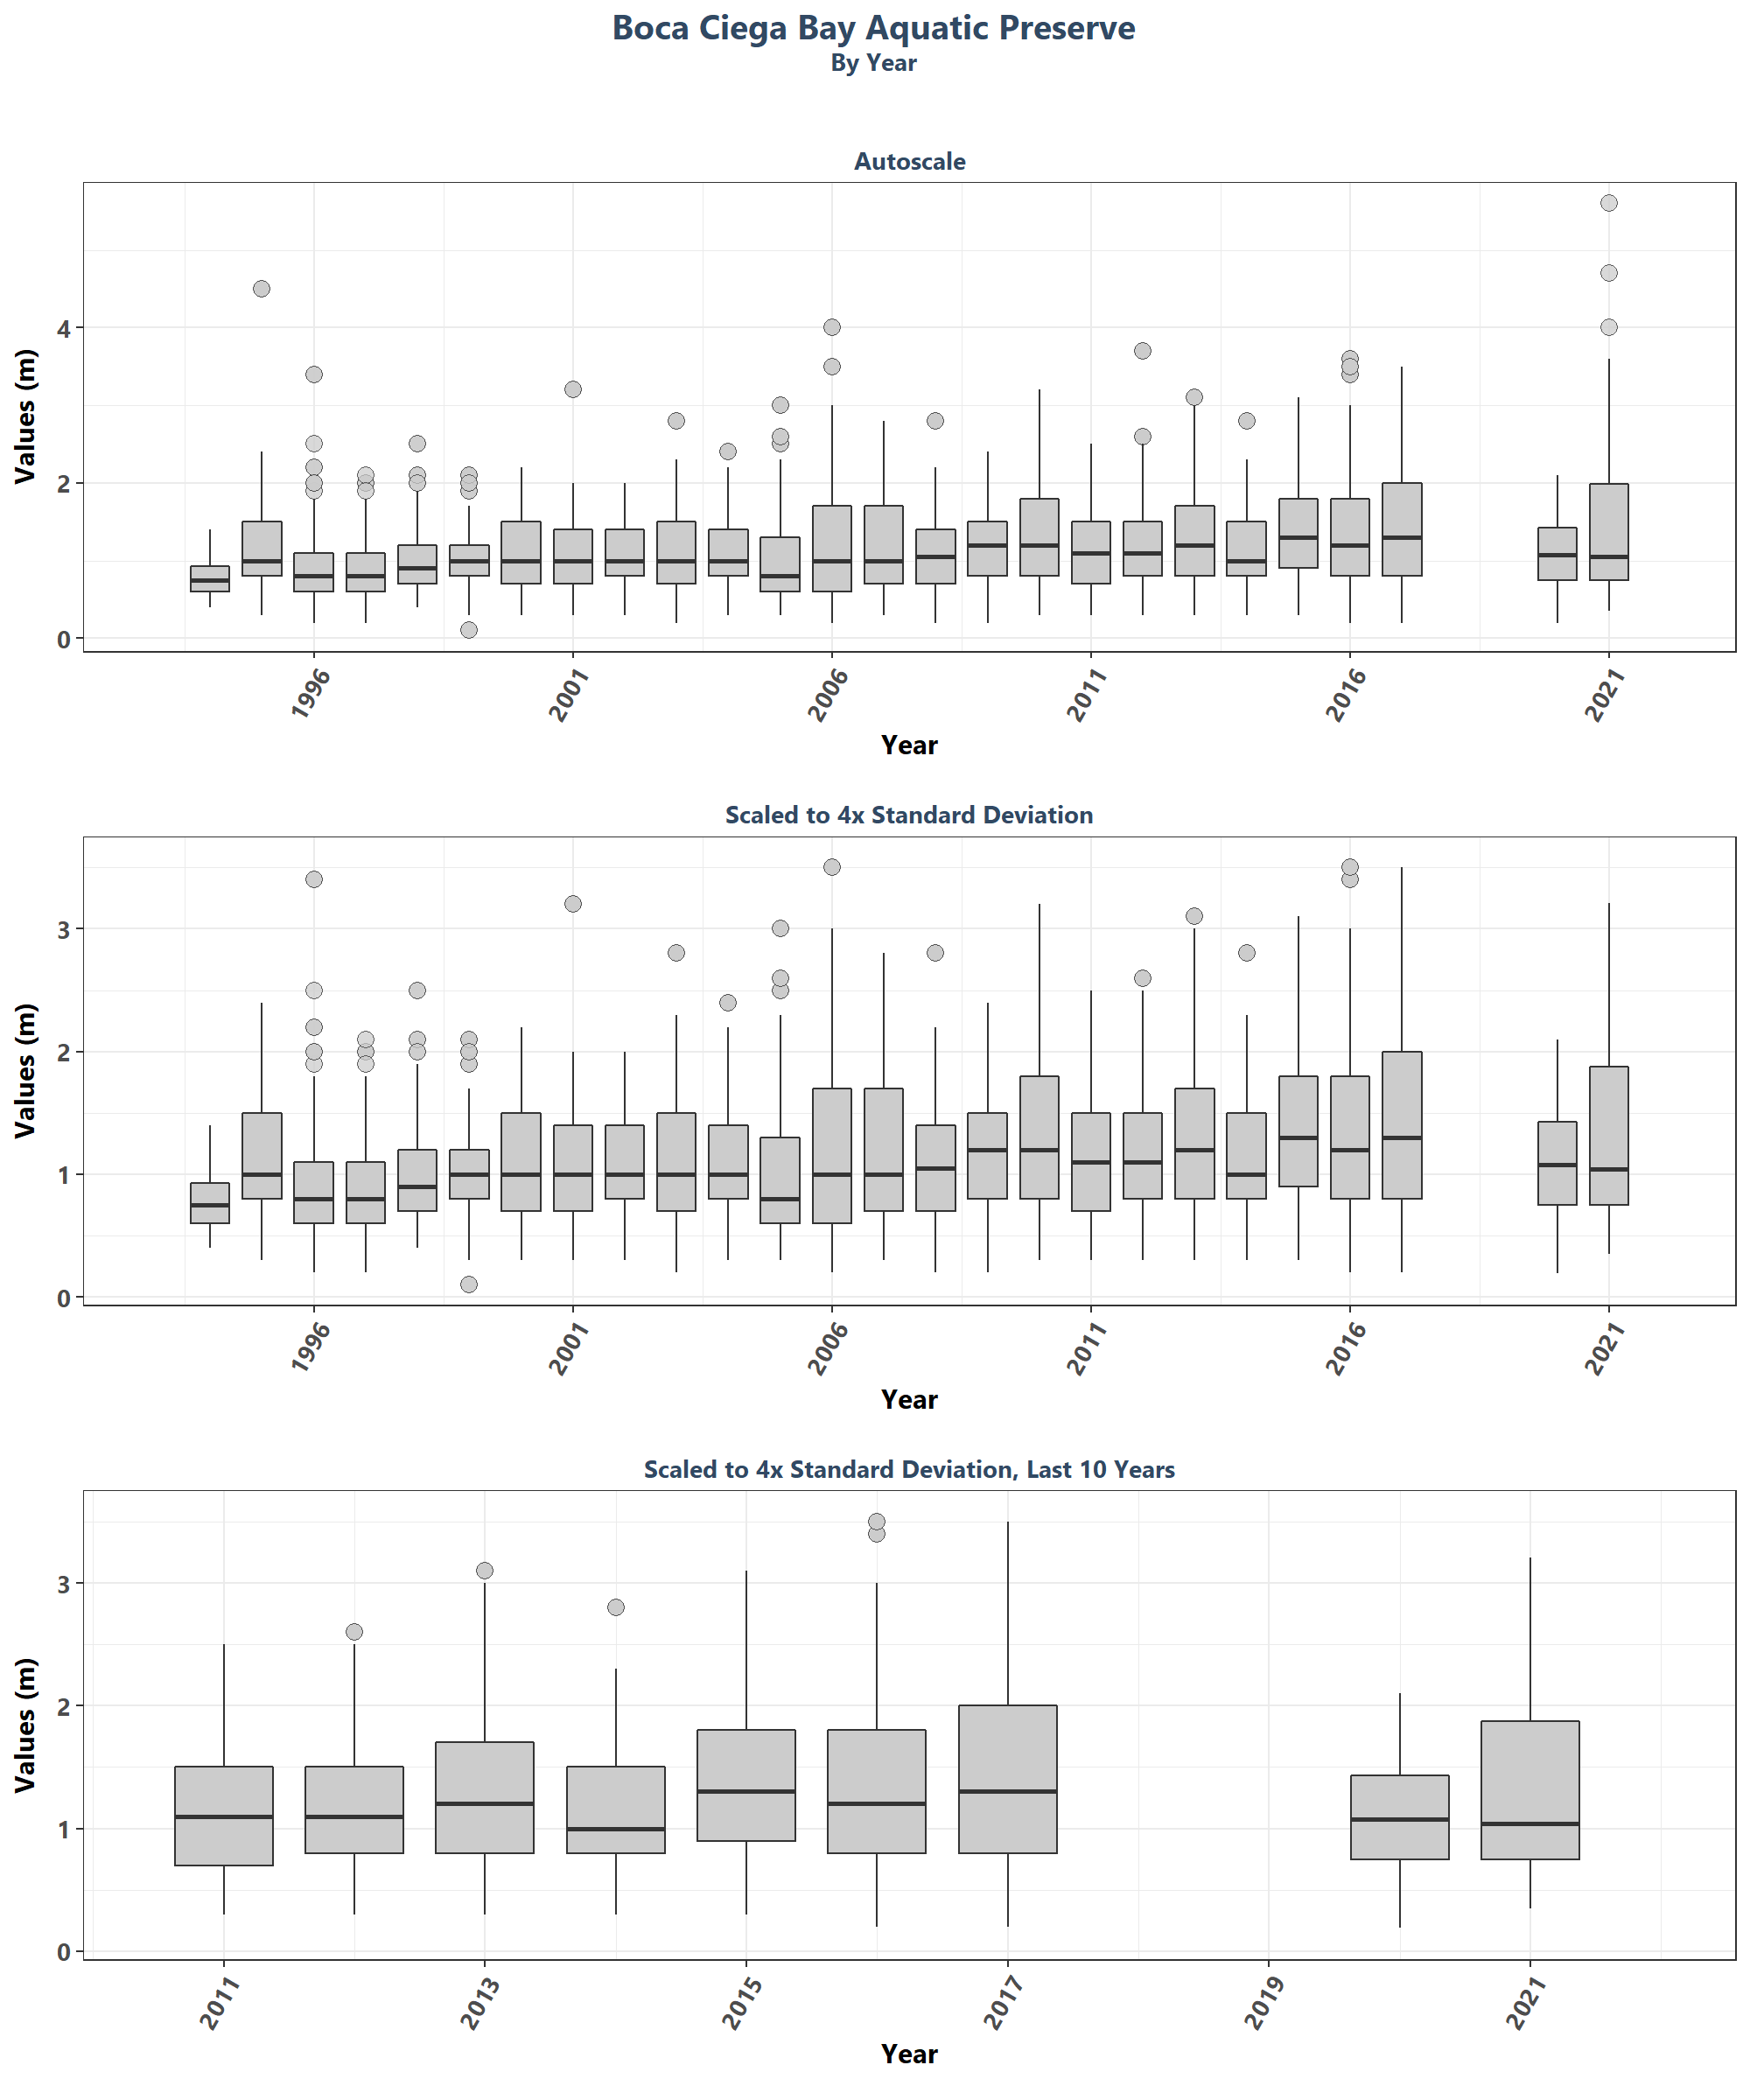 Boca Ciega Bay Aquatic Preserve
By Year
Autoscale
Values (m)
4
2
0
1996 2001 2006 2011 2016 2021
Year
Scaled to 4x Standard Deviation
Values (m)
3
2
1
0
1996 2001 2006 2011 2016 2021
Year
Scaled to 4x Standard Deviation, Last 10 Years
Values (m)
3
2
1
0
2011 2013 2015 2017 2019 2021
Year